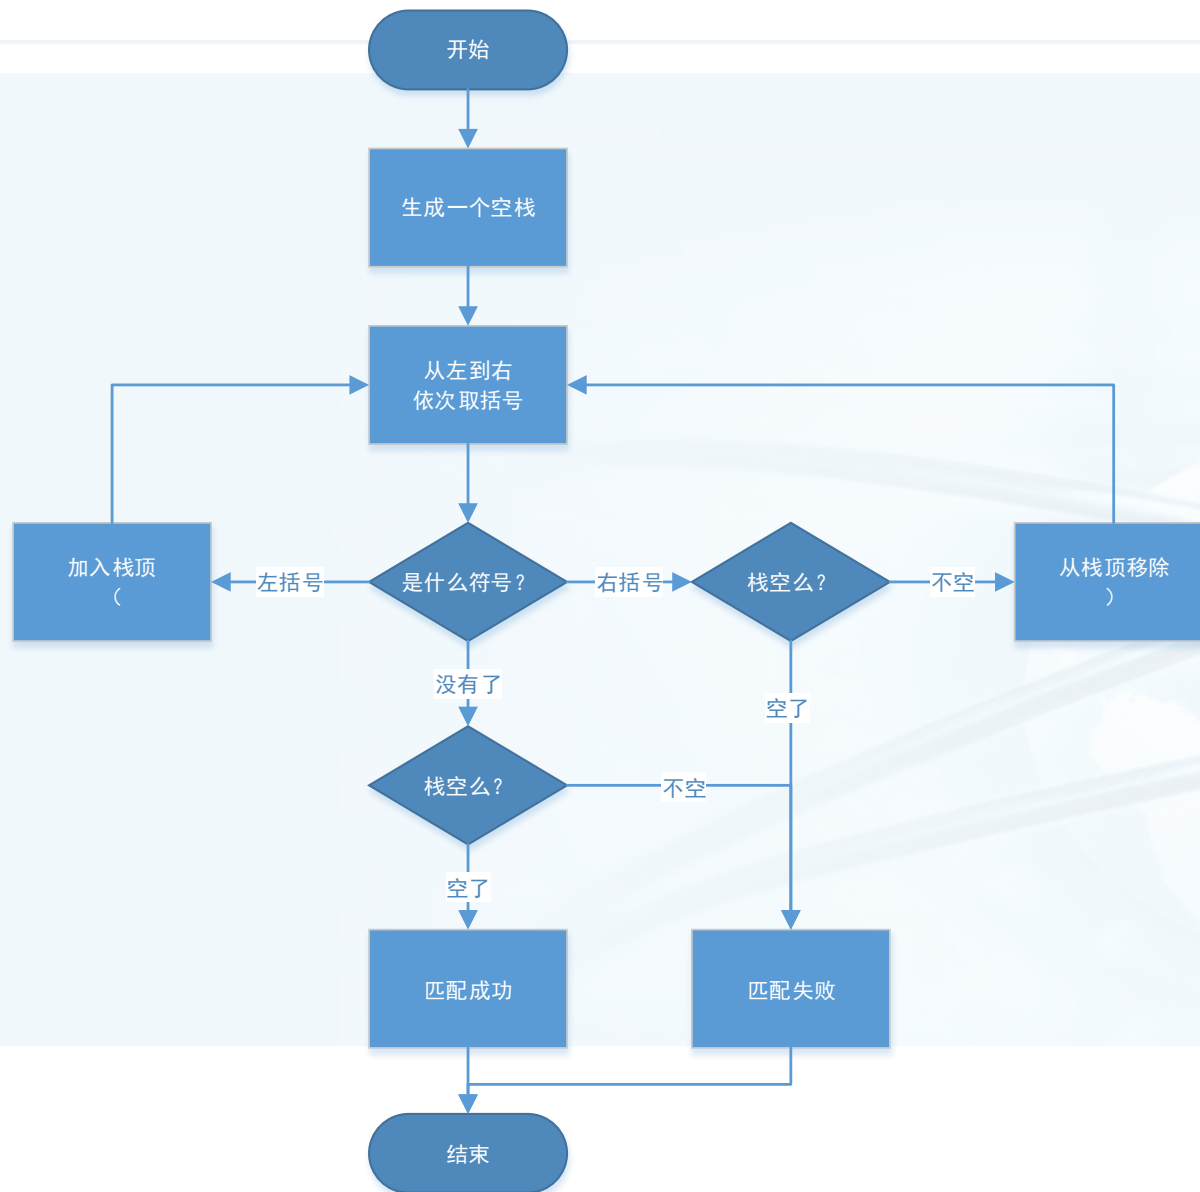 开始
生成一个空栈
从左到右
依次取括号
加入栈顶
（
左括号
是什么符号？
右括号
栈空么？
不空
从栈顶移除
）
没有了
空了
栈空么？
不空
空了
匹配成功
匹配失败
结束